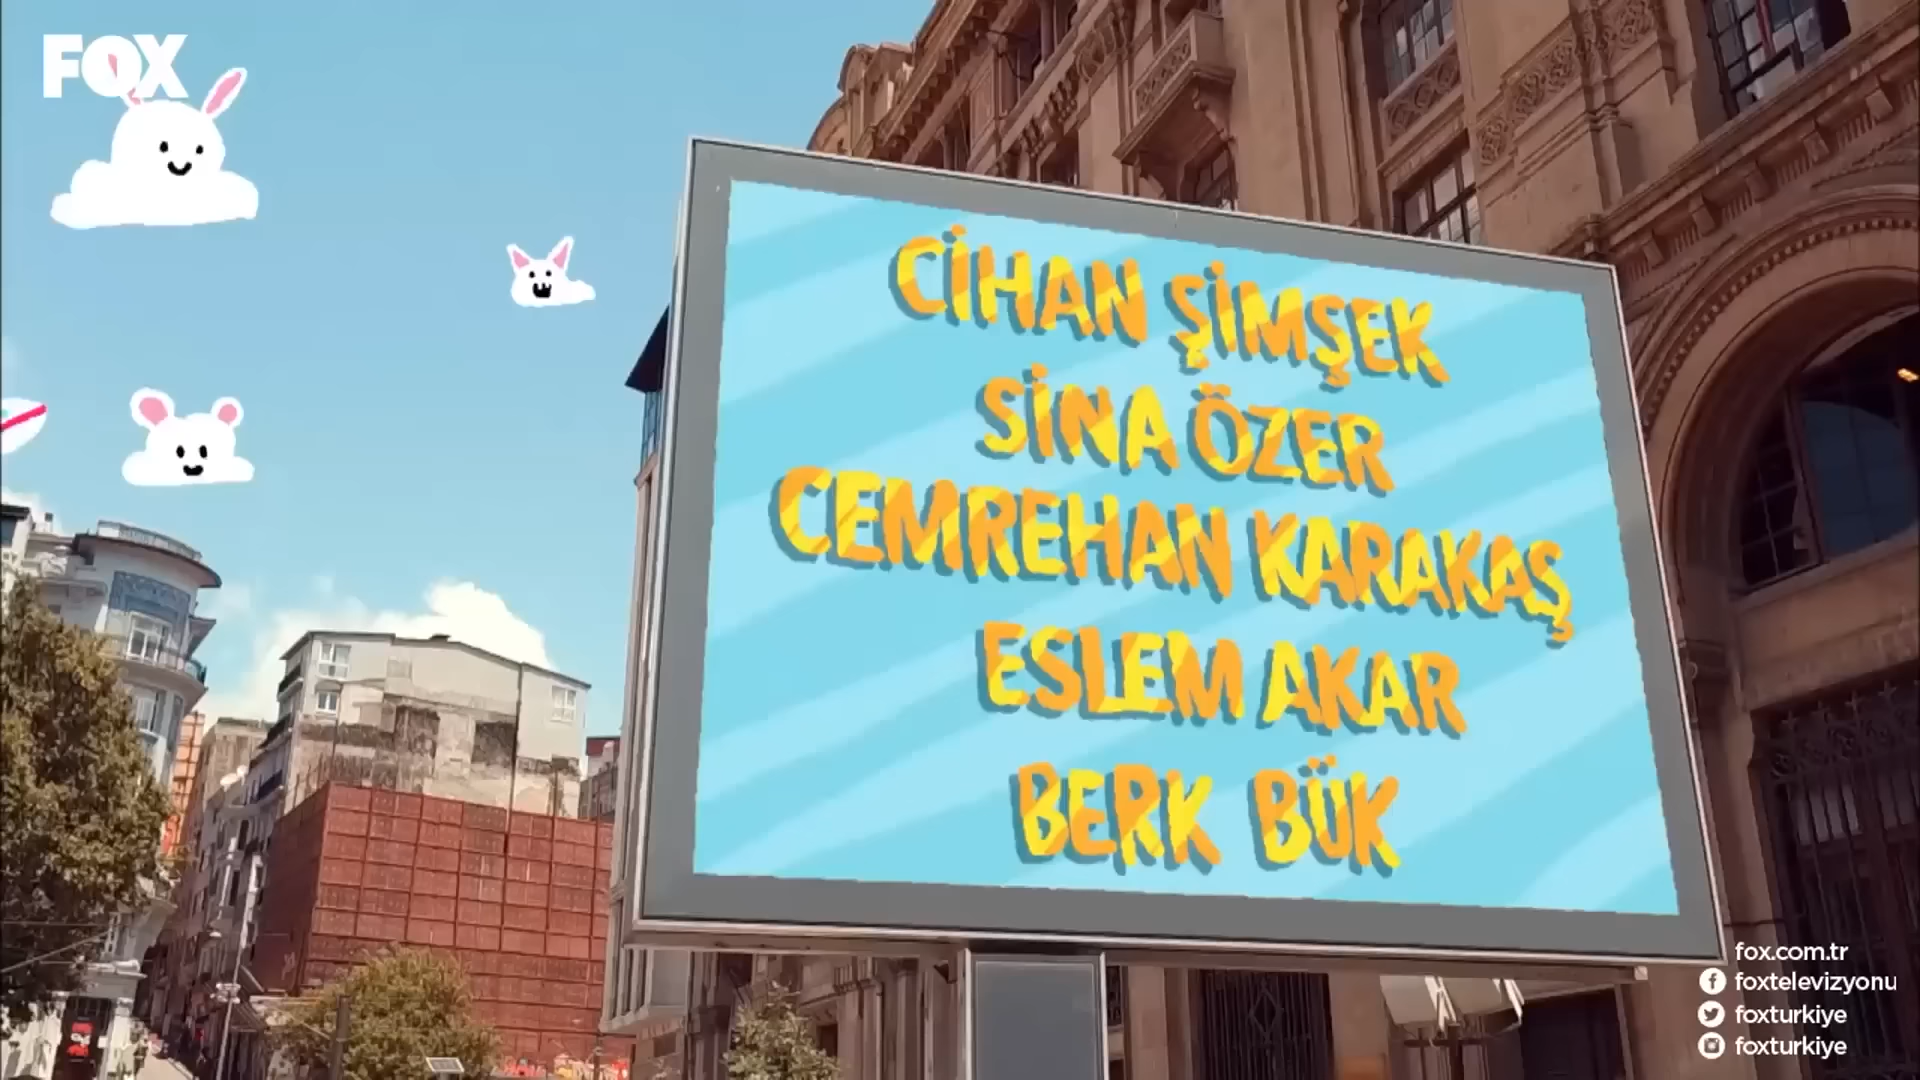 FOX
CİHAN ŞİMŞEK
SİNA ÖZER
CEMREHAN KARAKAŞ
ESLEM AKAR
BERK BÜK
fox.com.tr
foxtelevizyonu
foxturkiye
foxturkiye